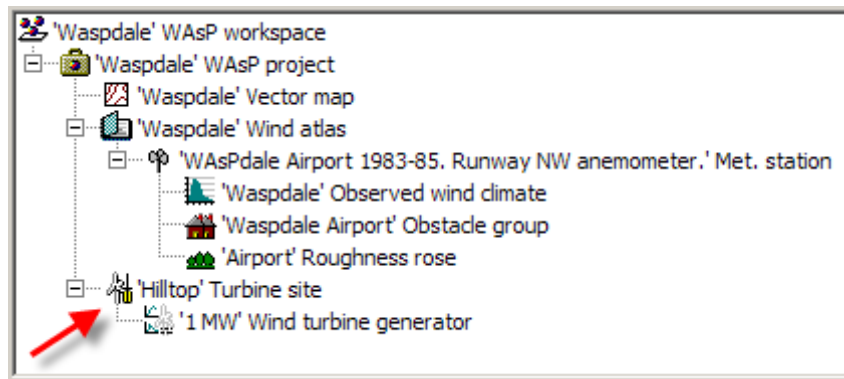 'Waspdale' WAsP workspace
'Waspdale' WAsP project
'Waspdale' Vector map
'Waspdale' Wind atlas
'WAsPdale Airport 1983-85. Runway NW anemometer.' Met. station
'Waspdale' Observed wind climate
'Waspdale Airport' Obstacle group
'Airport' Roughness rose
'Hilltop' Turbine site
'1 MW' Wind turbine generator